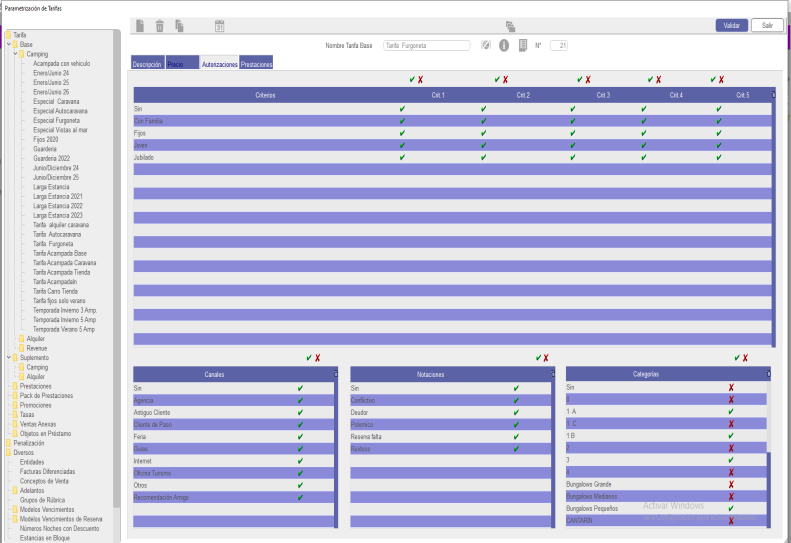 Parametrización de Tarifas
Validar
Salir
Nombre Tarifa Base
Tarifa Furgoneta
Nº
21
Descripción
Precio
Autorizaciones
Prestaciones
Tarifa
Base
Camping
Acampada con vehiculo
Enero/Junio 24
Enero/Junio 25
Enero/Junio 26
Especial Caravana
Especial Autocaravana
Especial Furgoneta
Especial Vistas al mar
Fijos 2020
Guarderia
Guarderia 2022
Junio/Diciembre 24
Junio/Diciembre 25
Larga Estancia
Larga Estancia 2021
Larga Estancia 2022
Larga Estancia 2023
Tarifa alquiler caravana
Tarifa Autocaravana
Tarifa Furgoneta
Tarifa Acampada Base
Tarifa Acampada Caravana
Tarifa Acampada Tienda
Tarifa Acampadaln
Tarifa Carro Tienda
Tarifa fijos solo verano
Temporada Invierno 3 Amp.
Temporada Invierno 5 Amp
Temporada Verano 5 Amp
Alquiler
Revenue
Suplemento
Camping
Alquiler
Prestaciones
Pack de Prestaciones
Promociones
Tasas
Ventas Anexas
Objetos en Préstamo
Penalización
Diversos
Entidades
Facturas Diferenciadas
Conceptos de Venta
Adelantos
Grupos de Rúbrica
Modelos Vencimientos
Modelos Vencimientos de Reserva
Números Noches con Descuento
Estancias en Bloque
Criterios
Crit.1
Crit.2
Crit.3
Crit.4
Crit.5
Sin
Con Familia
Fijos
Joven
Jubilado
Canales
Sin
Agencia
Antiguo Cliente
Cliente de Paso
Feria
Guias
Internet
Oficina Turismo
Otros
Recomendación Amigo
Notaciones
Sin
Conflictivo
Deudor
Polemico
Reserva falta
Ruidoso
Categorías
Sin
1 A
1 C
1 B
2
3
4
Bungalows Grande
Bungalows Medianos
Bungalows Pequeños
CANTARIN
Activar Windows